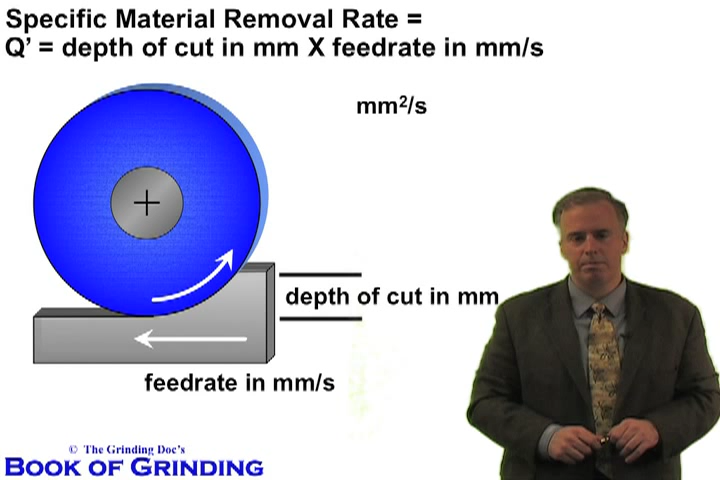 Specific Material Removal Rate =
Q’ = depth of cut in mm X feedrate in mm/s
mm²/s
depth of cut in mm
feedrate in mm/s
© The Grinding Doc's
BOOK OF GRINDING